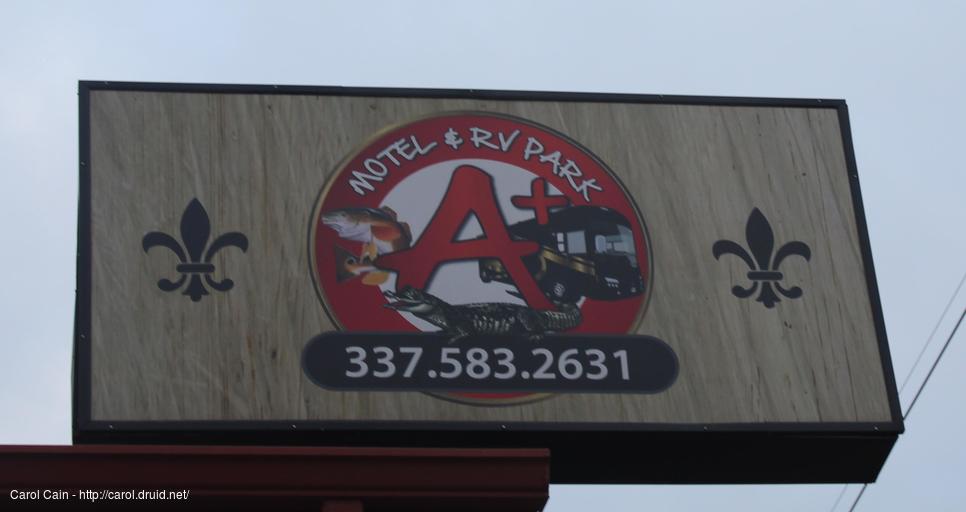 MOTEL & RV PARK
A+
337.583.2631
Carol Cain - http://carol.druid.net/